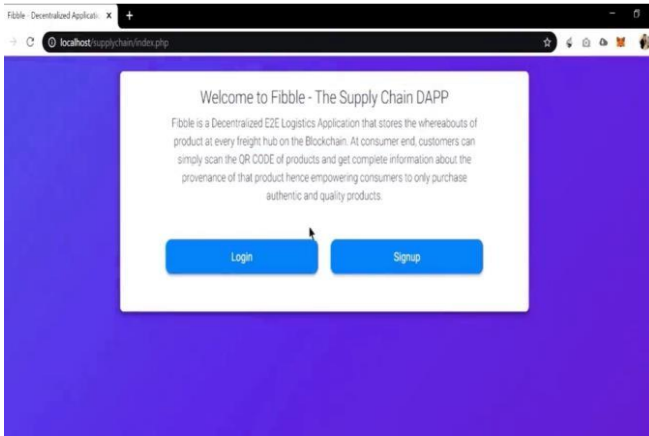 Fibble - Decentralized Applicatio
localhost/supplychain/index.php
Welcome to Fibble - The Supply Chain DAPP
Fibble is a Decentralized E2E Logistics Application that stores the whereabouts of
product at every freight hub on the Blockchain. At consumer end, customers can
simply scan the QR CODE of products and get complete information about the
provenance of that product hence empowering consumers to only purchase
authentic and quality products.
Login Signup